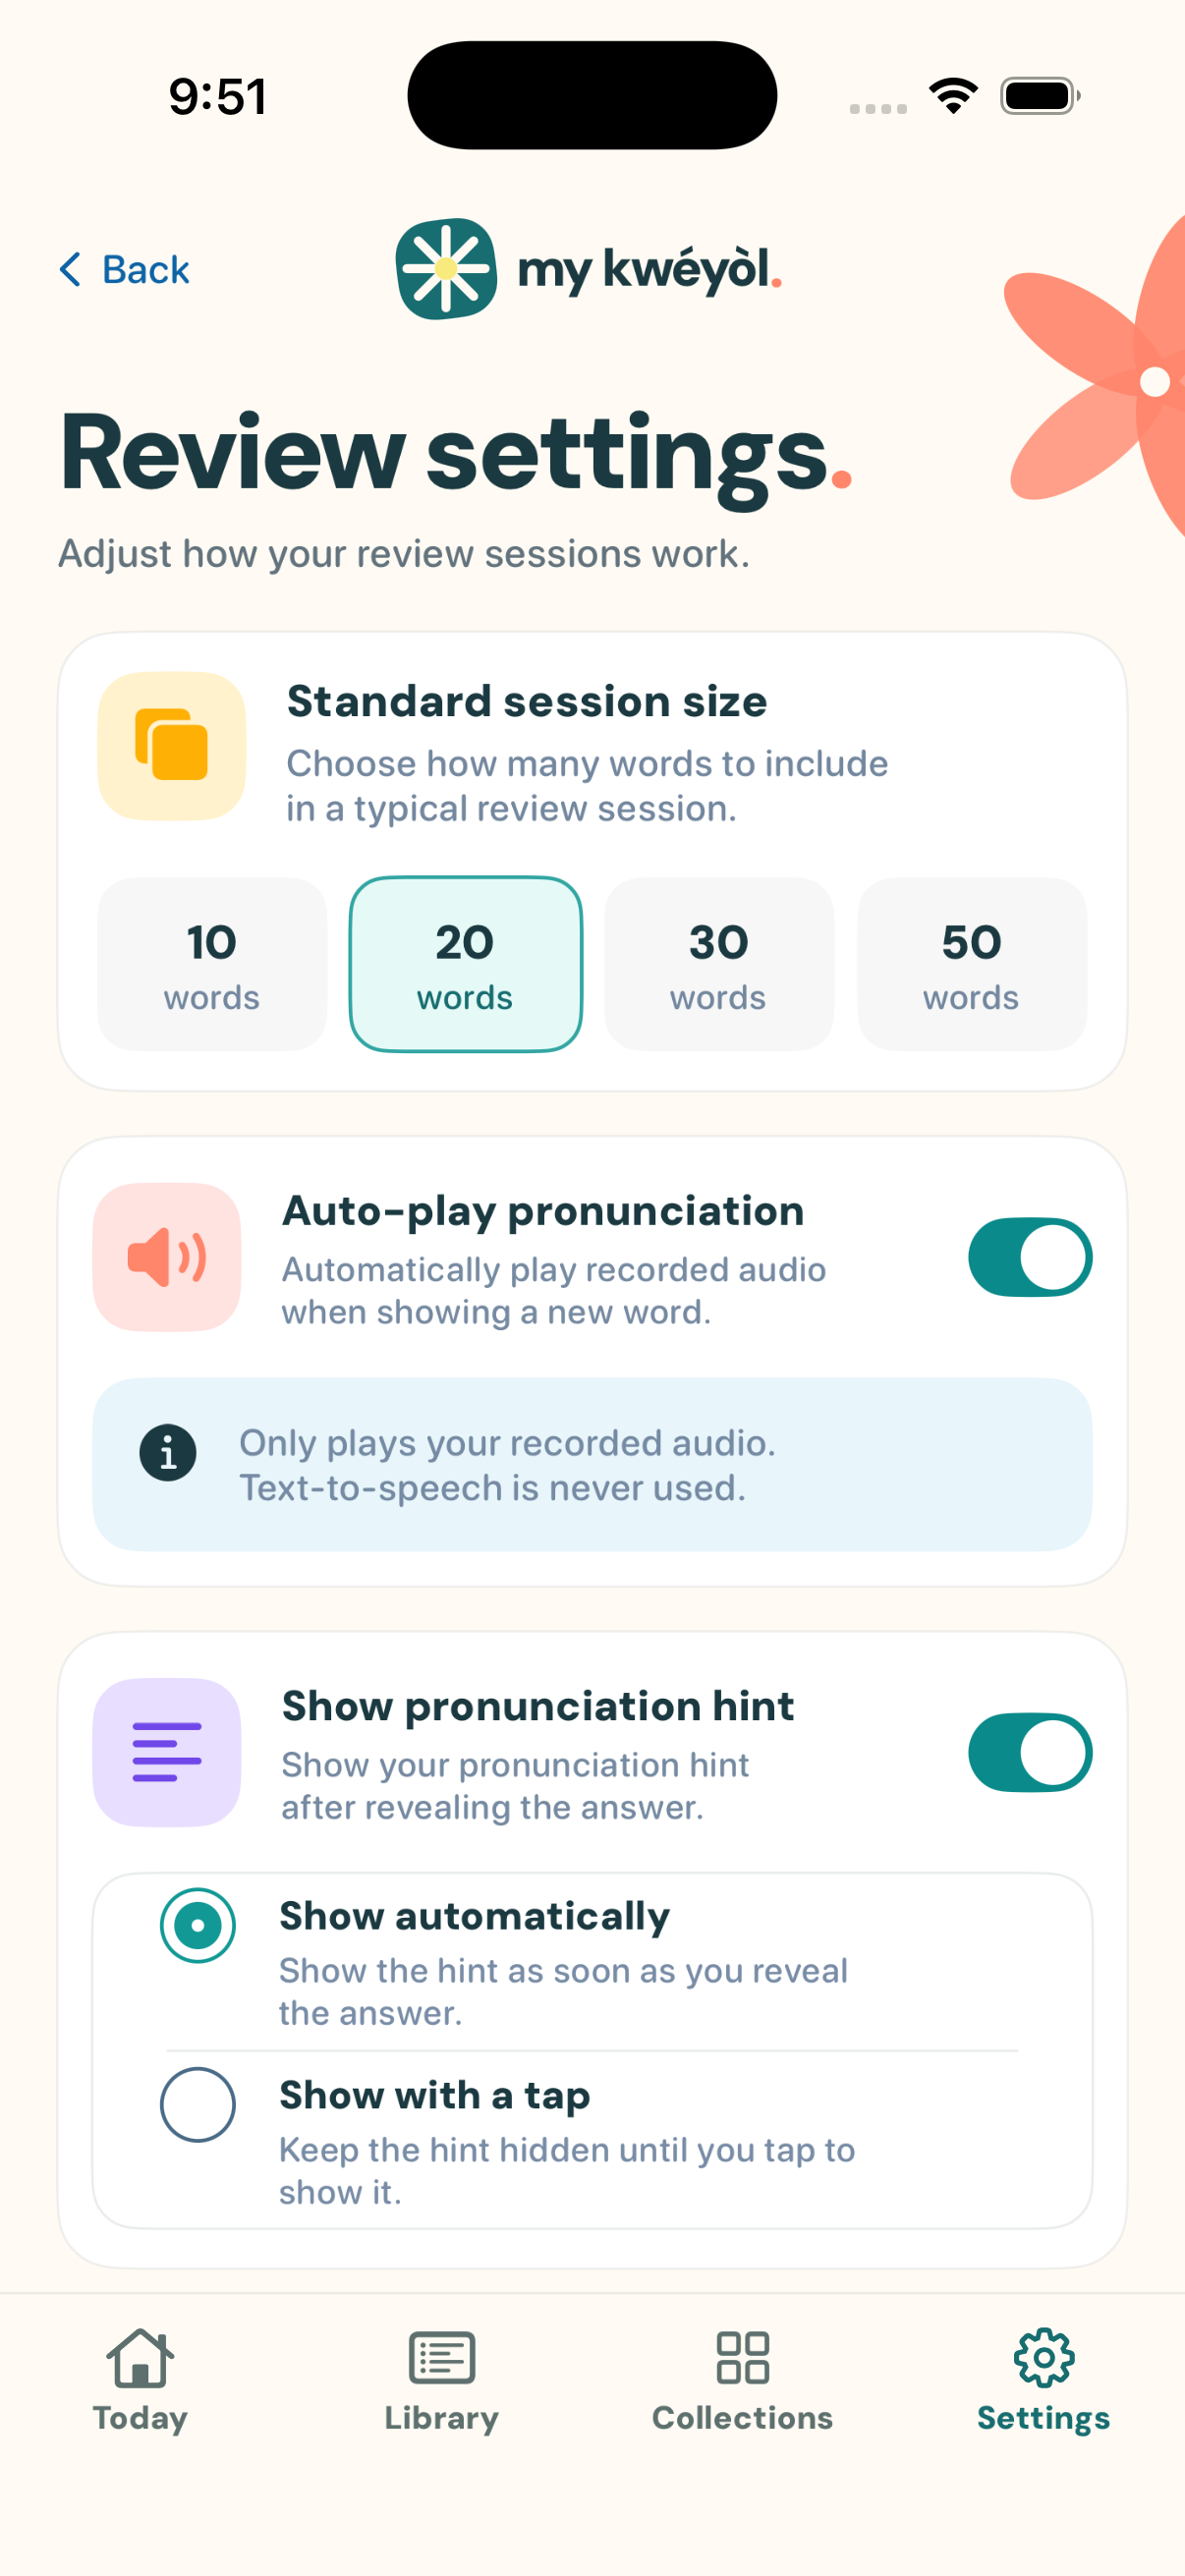 9:51
Back
my kwéyòl.
Review settings.
Adjust how your review sessions work.
Standard session size
Choose how many words to include
in a typical review session.
10
words
20
words
30
words
50
words
Auto-play pronunciation
Automatically play recorded audio
when showing a new word.
Only plays your recorded audio.
Text-to-speech is never used.
Show pronunciation hint
Show your pronunciation hint
after revealing the answer.
Show automatically
Show the hint as soon as you reveal
the answer.
Show with a tap
Keep the hint hidden until you tap to
show it.
Today
Library
Collections
Settings